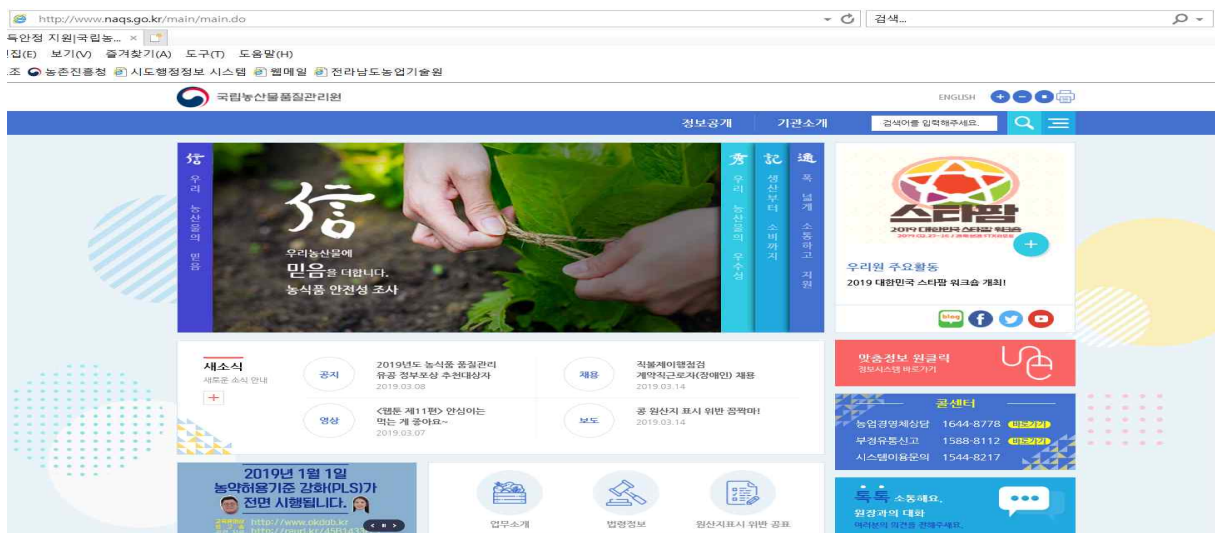 http://www.naqs.go.kr/main/main.do
검색...
특안정 지원|국립농...
집(E) 보기(V) 즐겨찾기(A) 도구(T) 도움말(H)
조 농촌진흥청 시도행정정보 시스템 웹메일 전라남도농업기술원
국립농산물품질관리원
ENGLISH
정보공개 기관소개
검색어를 입력해주세요.
信
우리 농산물의 믿음
信
우리농산물에
믿음을 더합니다.
농식품 안전성 조사
秀
우리 농산물의 우수성
記
생산부터 소비까지
通
폭 넓게 소통하고 지원
스타팜
2019 대한민국 스타팜 워크숍
우리원 주요활동
2019 대한민국 스타팜 워크숍 개최!
blog
새소식
새로운 소식 안내
공지
2019년도 농식품 품질관리
유공 정부포상 추천대상자
2019.03.08
채용
직불제이행점검
계약직근로자(장애인) 채용
2019.03.14
영상
<웹툰 제11편> 안심이는
먹는 게 좋아요~
2019.03.07
보도
콩 원산지 표시 위반 꼼짝마!
2019.03.14
맞춤정보 원클릭
정보시스템 바로가기
콜센터
농업경영체상담 1644-8778 바로가기
부정유통신고 1588-8112 바로가기
시스템이용문의 1544-8217
2019년 1월 1일
농약허용기준 강화(PLS)가
전면 시행됩니다.
http://www.okdab.kr
업무소개
법령정보
원산지표시 위반 공표
톡톡 소통해요.
원장과의 대화
여러분의 의견을 전해주세요.